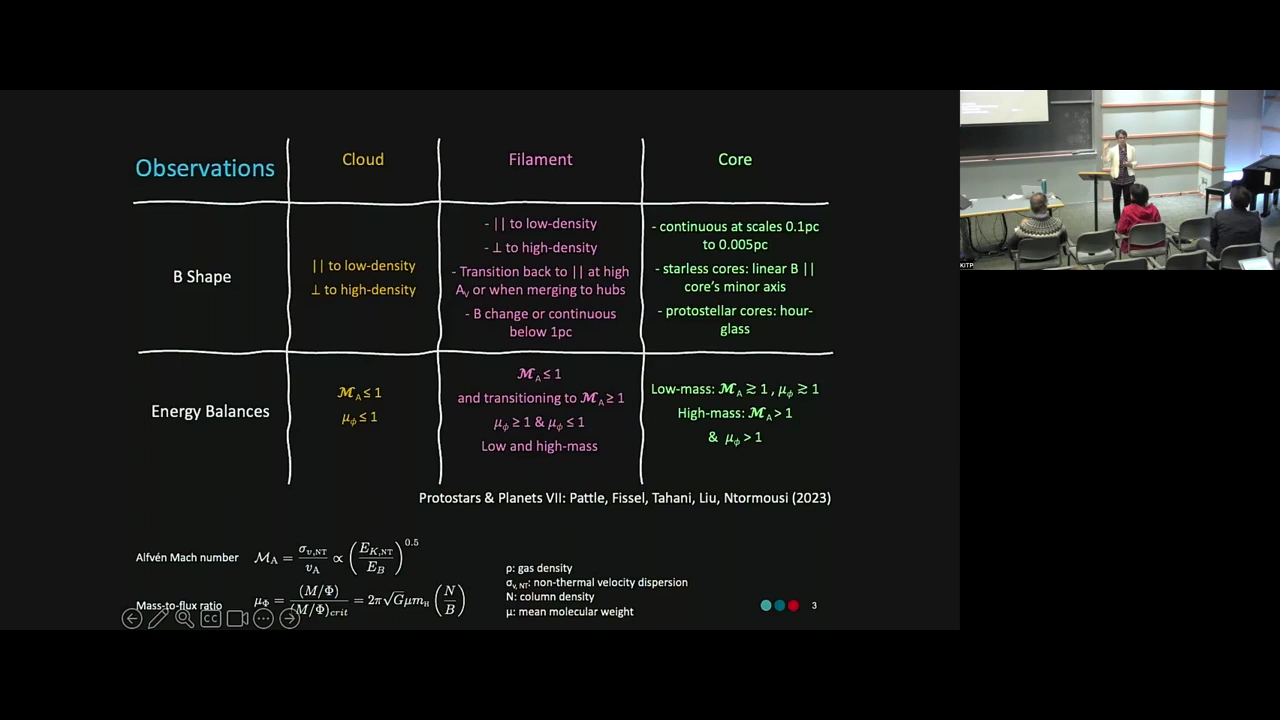 Observations
Cloud
Filament
Core
B Shape
|| to low-density
⊥ to high-density
- || to low-density
- ⊥ to high-density
- Transition back to || at high
Aᵥ or when merging to hubs
- B change or continuous
below 1pc
- continuous at scales 0.1pc
to 0.005pc
- starless cores: linear B ||
core's minor axis
- protostellar cores: hour-
glass
Energy Balances
𝓜_A ≤ 1
μ_ϕ ≤ 1
𝓜_A ≤ 1
and transitioning to 𝓜_A ≥ 1
μ_ϕ ≥ 1 & μ_ϕ ≤ 1
Low and high-mass
Low-mass: 𝓜_A ≳ 1 , μ_ϕ ≳ 1
High-mass: 𝓜_A > 1
& μ_ϕ > 1
Protostars & Planets VII: Pattle, Fissel, Tahani, Liu, Ntormousi (2023)
Alfvén Mach number 𝓜_A = σ_v,NT / v_A ∝ (E_K,NT / E_B)^0.5
Mass-to-flux ratio μ_Φ = (M/Φ) / (M/Φ)_crit = 2π√G μm_H (N/B)
ρ: gas density
σ_v, NT: non-thermal velocity dispersion
N: column density
μ: mean molecular weight
CC
3
KITP